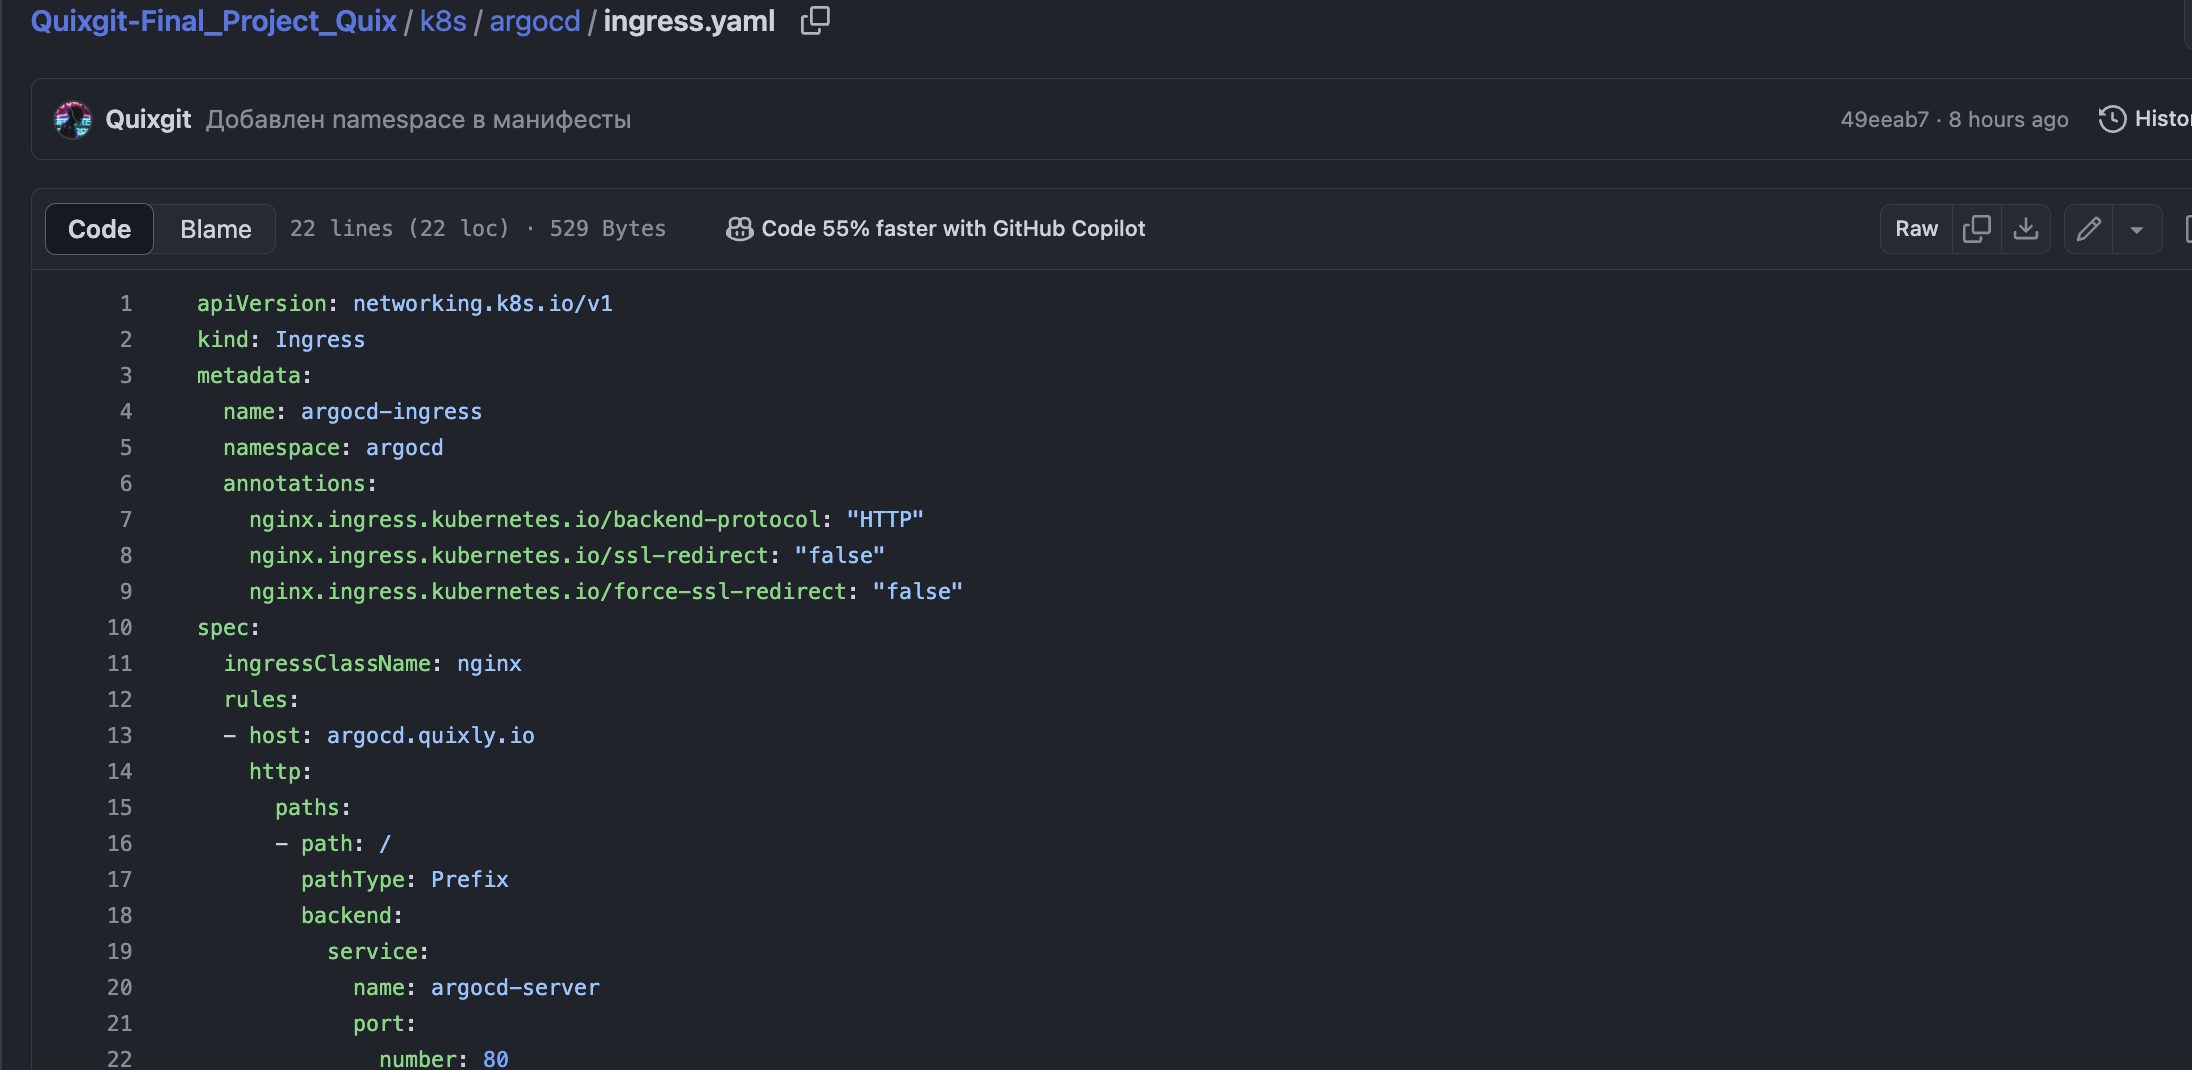 Quixgit-Final_Project_Quix / k8s / argocd / ingress.yaml
Quixgit Добавлен namespace в манифесты 49eeab7 · 8 hours ago
Code Blame 22 lines (22 loc) · 529 Bytes Code 55% faster with GitHub Copilot Raw
1 apiVersion: networking.k8s.io/v1
2 kind: Ingress
3 metadata:
4   name: argocd-ingress
5   namespace: argocd
6   annotations:
7     nginx.ingress.kubernetes.io/backend-protocol: "HTTP"
8     nginx.ingress.kubernetes.io/ssl-redirect: "false"
9     nginx.ingress.kubernetes.io/force-ssl-redirect: "false"
10 spec:
11   ingressClassName: nginx
12   rules:
13   - host: argocd.quixly.io
14     http:
15       paths:
16       - path: /
17         pathType: Prefix
18         backend:
19           service:
20             name: argocd-server
21             port:
22               number: 80